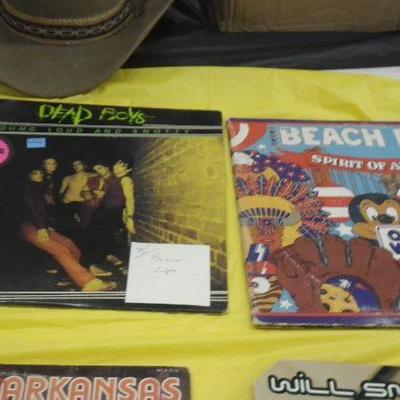 DEAD BOYS
YOUNG LOUD AND SNOTTY
BEACH
SPIRIT OF A
ARKANSAS
WILL SM